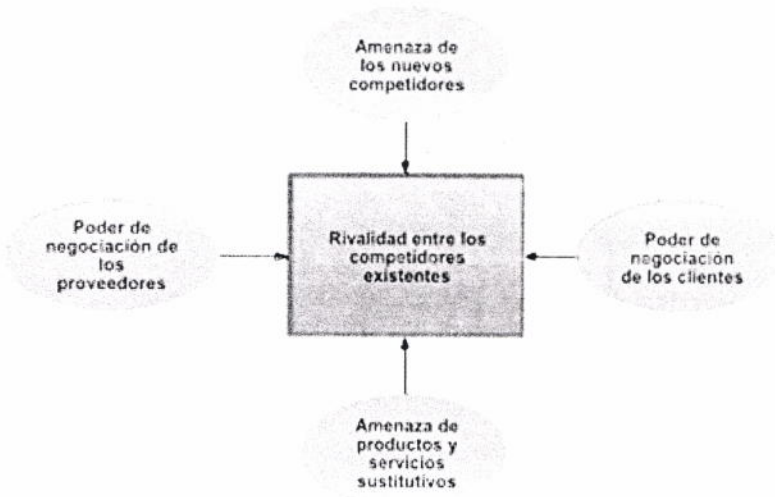 Amenaza de
los nuevos
competidores
Poder de
negociación de
los
proveedores
Rivalidad entre los
competidores
existentes
Poder de
negociación
de los clientes
Amenaza de
productos y
servicios
sustitutivos